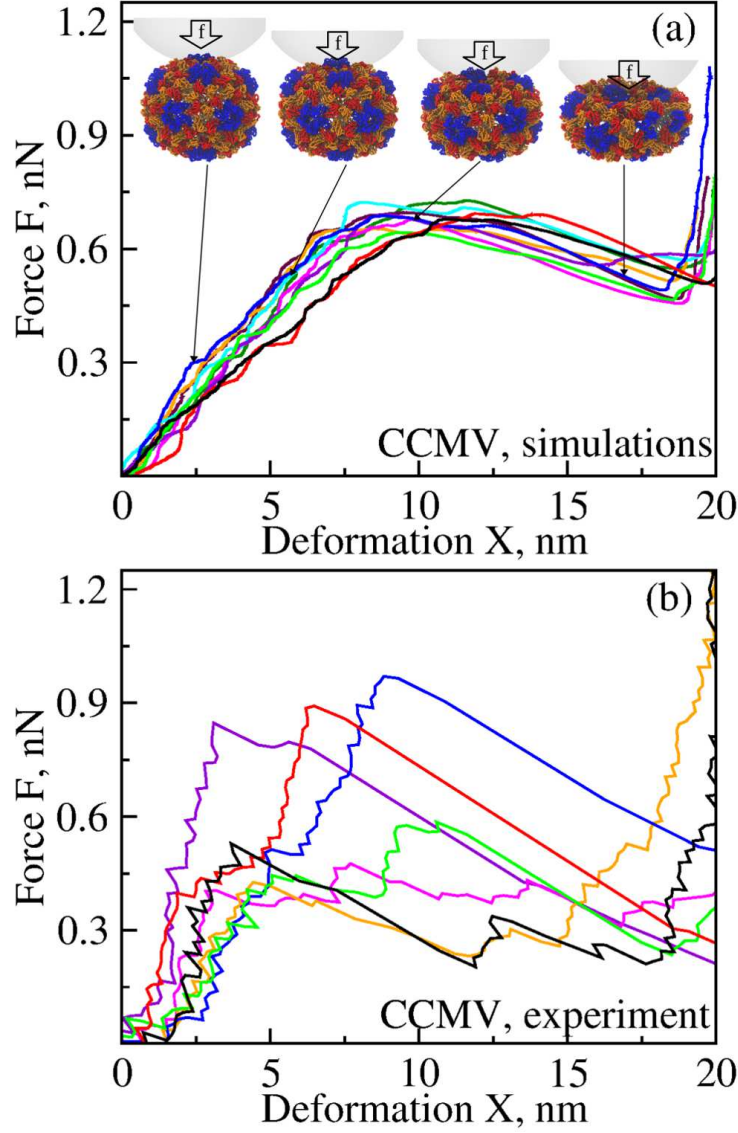 1.2
(a)
f
f
f
f
0.9
Force F, nN
0.6
0.3
CCMV, simulations
0
5
10
15
20
Deformation X, nm
1.2
(b)
0.9
Force F, nN
0.6
0.3
CCMV, experiment
0
5
10
15
20
Deformation X, nm